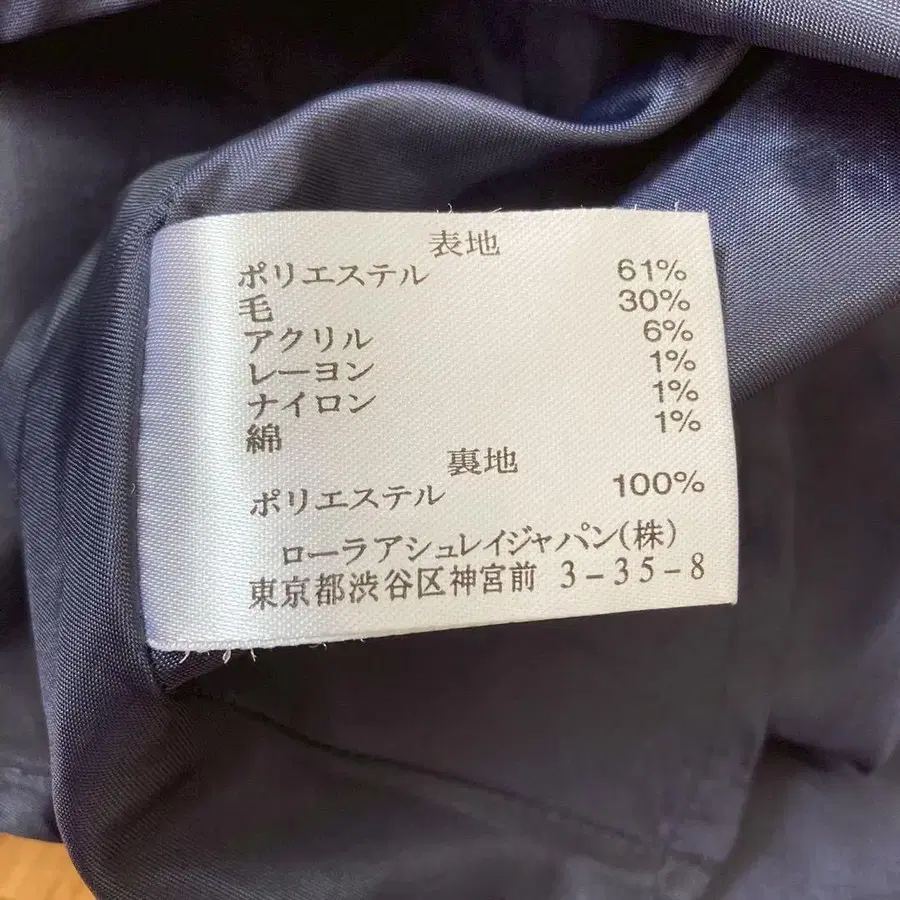 表地
ポリエステル 61%
毛 30%
アクリル 6%
レーヨン 1%
ナイロン 1%
綿 1%
裏地
ポリエステル 100%
ローラアシュレイジャパン(株)
東京都渋谷区神宮前 3-35-8